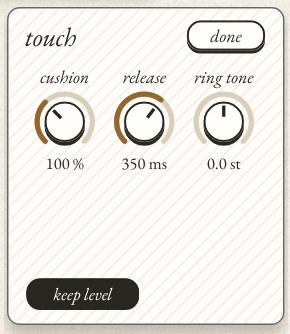 touch
done
cushion release ring tone
100 % 350 ms 0.0 st
keep level